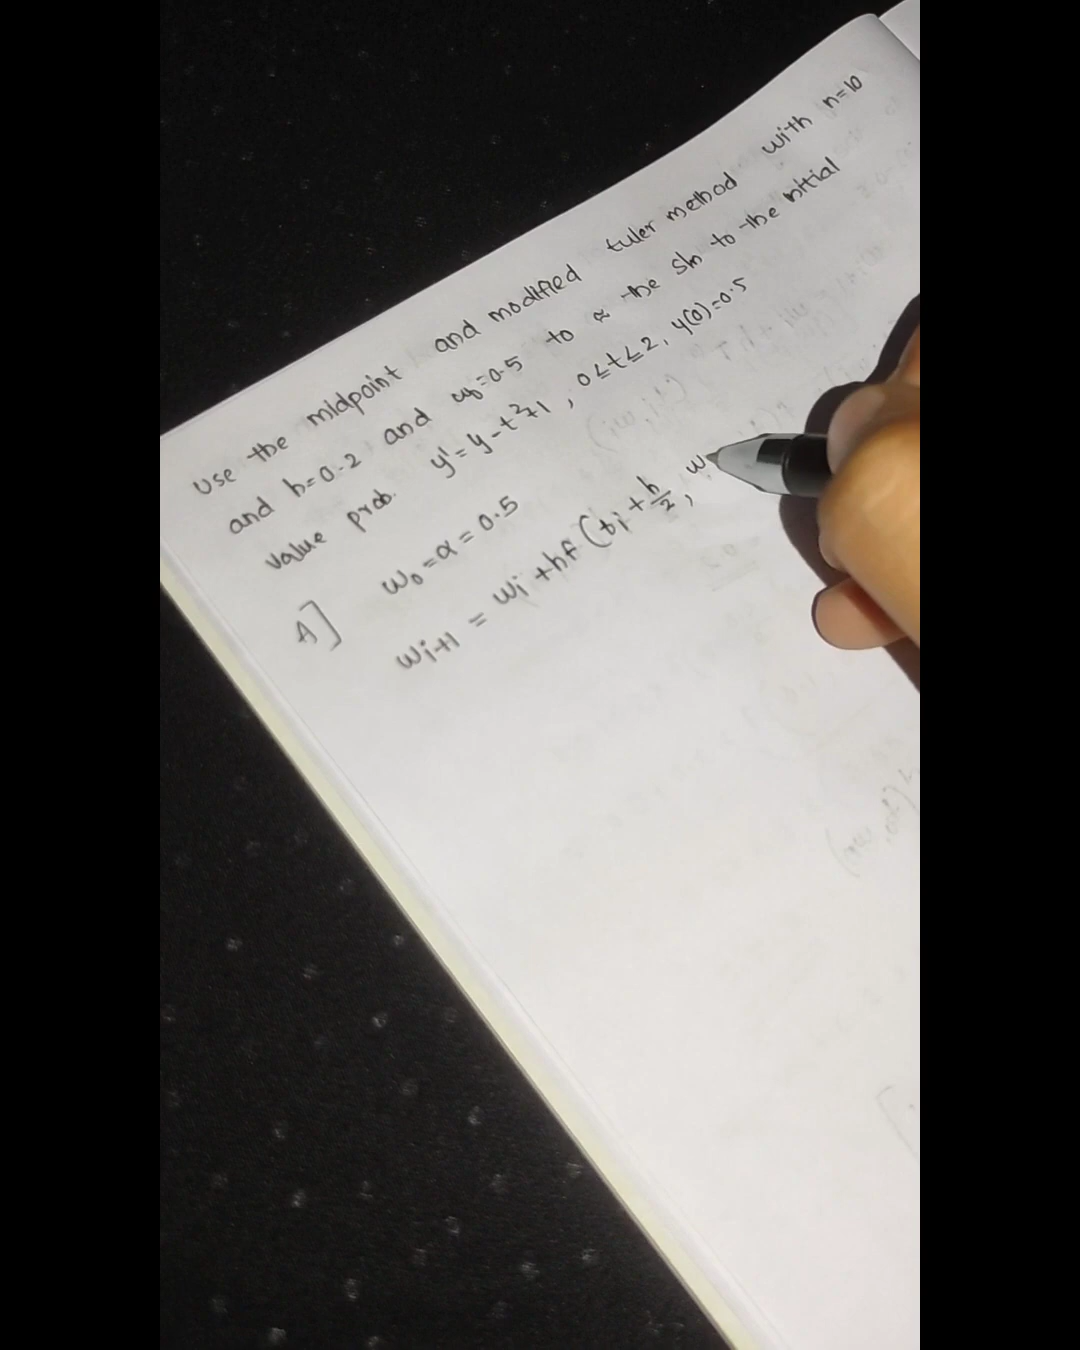 Use the midpoint and modified Euler method with n=10
and h=0.2 and w₀=0.5 to ≈ the sln to the initial
value prob. y'=y-t²+1, 0≤t≤2, y(0)=0.5
A] w₀=α=0.5
wi+1 = wi +hf (ti + h/2, w